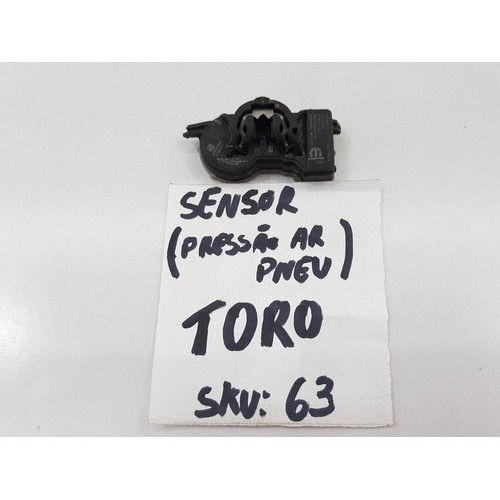 SENSOR
(PRESSÃO AR
PNEU)
TORO
SKU: 63